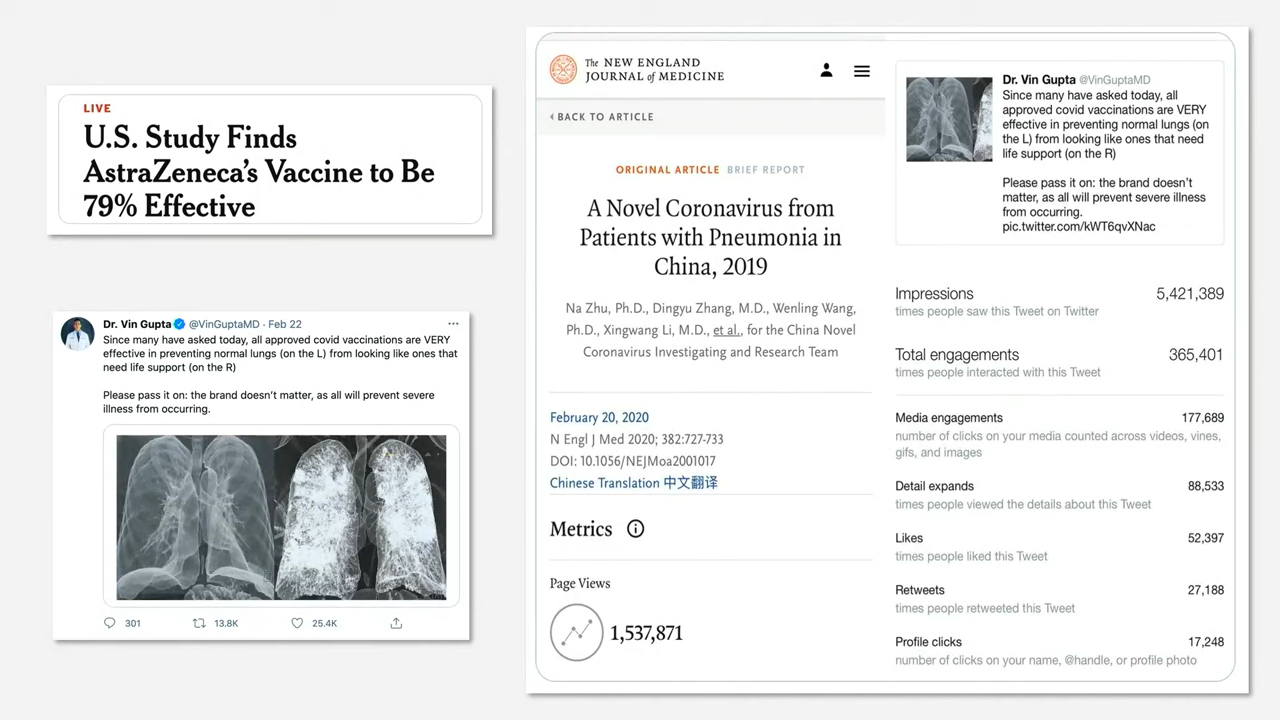 LIVE
U.S. Study Finds
AstraZeneca's Vaccine to Be
79% Effective
Dr. Vin Gupta @VinGuptaMD · Feb 22
Since many have asked today, all approved covid vaccinations are VERY
effective in preventing normal lungs (on the L) from looking like ones that
need life support (on the R)
Please pass it on: the brand doesn't matter, as all will prevent severe
illness from occurring.
301 13.8K 25.4K
The NEW ENGLAND
JOURNAL of MEDICINE
BACK TO ARTICLE
ORIGINAL ARTICLE BRIEF REPORT
A Novel Coronavirus from
Patients with Pneumonia in
China, 2019
Na Zhu, Ph.D., Dingyu Zhang, M.D., Wenling Wang,
Ph.D., Xingwang Li, M.D., et al., for the China Novel
Coronavirus Investigating and Research Team
February 20, 2020
N Engl J Med 2020; 382:727-733
DOI: 10.1056/NEJMoa2001017
Chinese Translation 中文翻译
Metrics
Page Views
1,537,871
Dr. Vin Gupta @VinGuptaMD
Since many have asked today, all
approved covid vaccinations are VERY
effective in preventing normal lungs (on
the L) from looking like ones that need
life support (on the R)
Please pass it on: the brand doesn't
matter, as all will prevent severe illness
from occurring.
pic.twitter.com/kWT6qvXNac
Impressions 5,421,389
times people saw this Tweet on Twitter
Total engagements 365,401
times people interacted with this Tweet
Media engagements 177,689
number of clicks on your media counted across videos, vines,
gifs, and images
Detail expands 88,533
times people viewed the details about this Tweet
Likes 52,397
times people liked this Tweet
Retweets 27,188
times people retweeted this Tweet
Profile clicks 17,248
number of clicks on your name, @handle, or profile photo